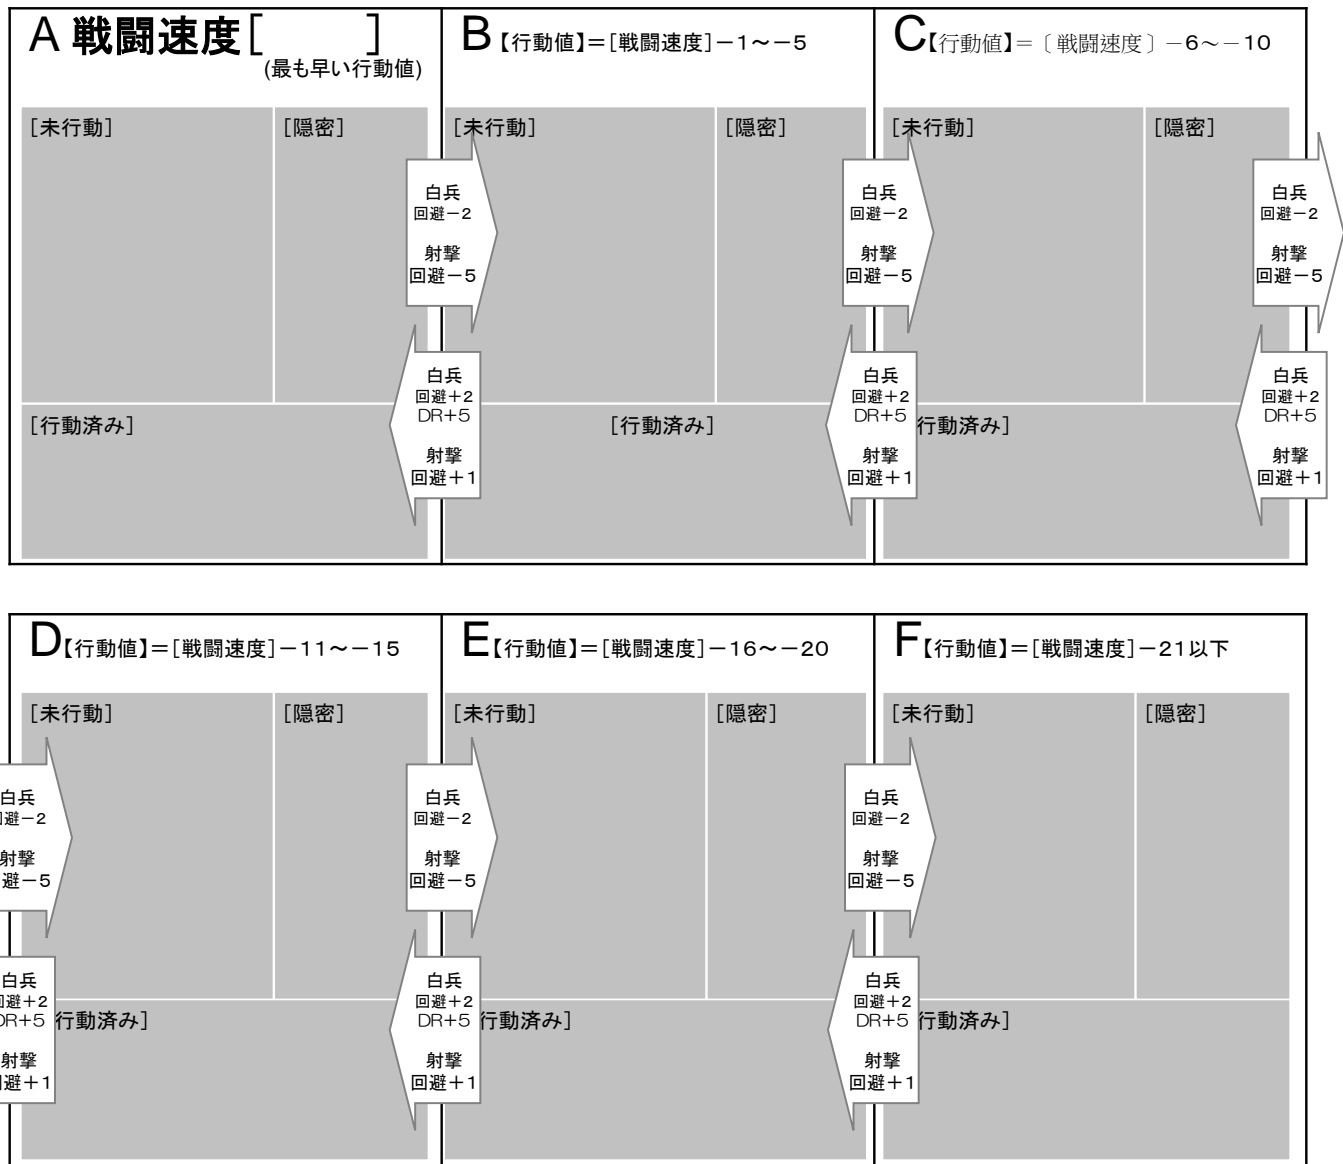 A 戦闘速度[　　　]
(最も早い行動値)
[未行動]
[隠密]
[行動済み]
B【行動値】＝[戦闘速度]－1～－5
[未行動]
[隠密]
[行動済み]
C【行動値】＝〔戦闘速度〕－6～－10
[未行動]
[隠密]
行動済み]
白兵
回避－2
射撃
回避－5
白兵
回避－2
射撃
回避－5
白兵
回避－2
射撃
回避－5
白兵
回避＋2
DR＋5
射撃
回避＋1
白兵
回避＋2
DR＋5
射撃
回避＋1
白兵
回避＋2
DR＋5
射撃
回避＋1
D【行動値】＝[戦闘速度]－11～－15
[未行動]
[隠密]
行動済み]
E【行動値】＝[戦闘速度]－16～－20
[未行動]
[隠密]
行動済み]
F【行動値】＝[戦闘速度]－21以下
[未行動]
[隠密]
行動済み]
白兵
避－2
射撃
避－5
白兵
回避－2
射撃
回避－5
白兵
回避－2
射撃
回避－5
白兵
避＋2
DR＋5
射撃
避＋1
白兵
回避＋2
DR＋5
射撃
回避＋1
白兵
回避＋2
DR＋5
射撃
回避＋1